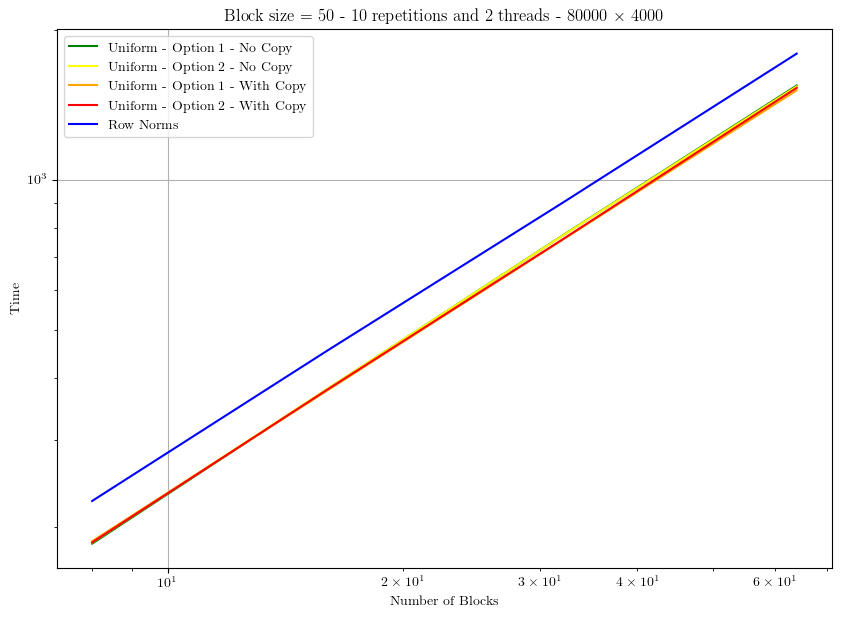 Block size = 50 - 10 repetitions and 2 threads - 80000 × 4000
Uniform - Option 1 - No Copy
Uniform - Option 2 - No Copy
Uniform - Option 1 - With Copy
Uniform - Option 2 - With Copy
Row Norms
10³
Time
10¹
2 × 10¹
3 × 10¹
4 × 10¹
6 × 10¹
Number of Blocks